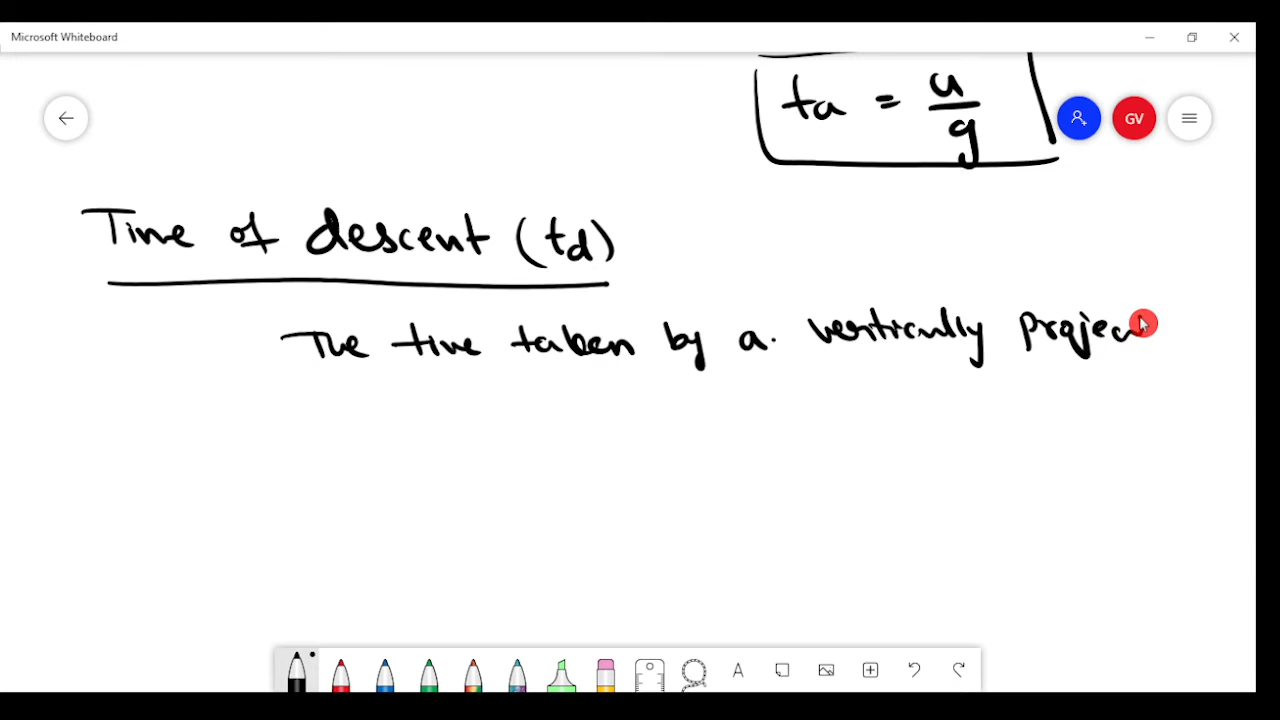 Microsoft Whiteboard
ta = u/g
GV
Time of descent (td)
The time taken by a. vertically projec
A